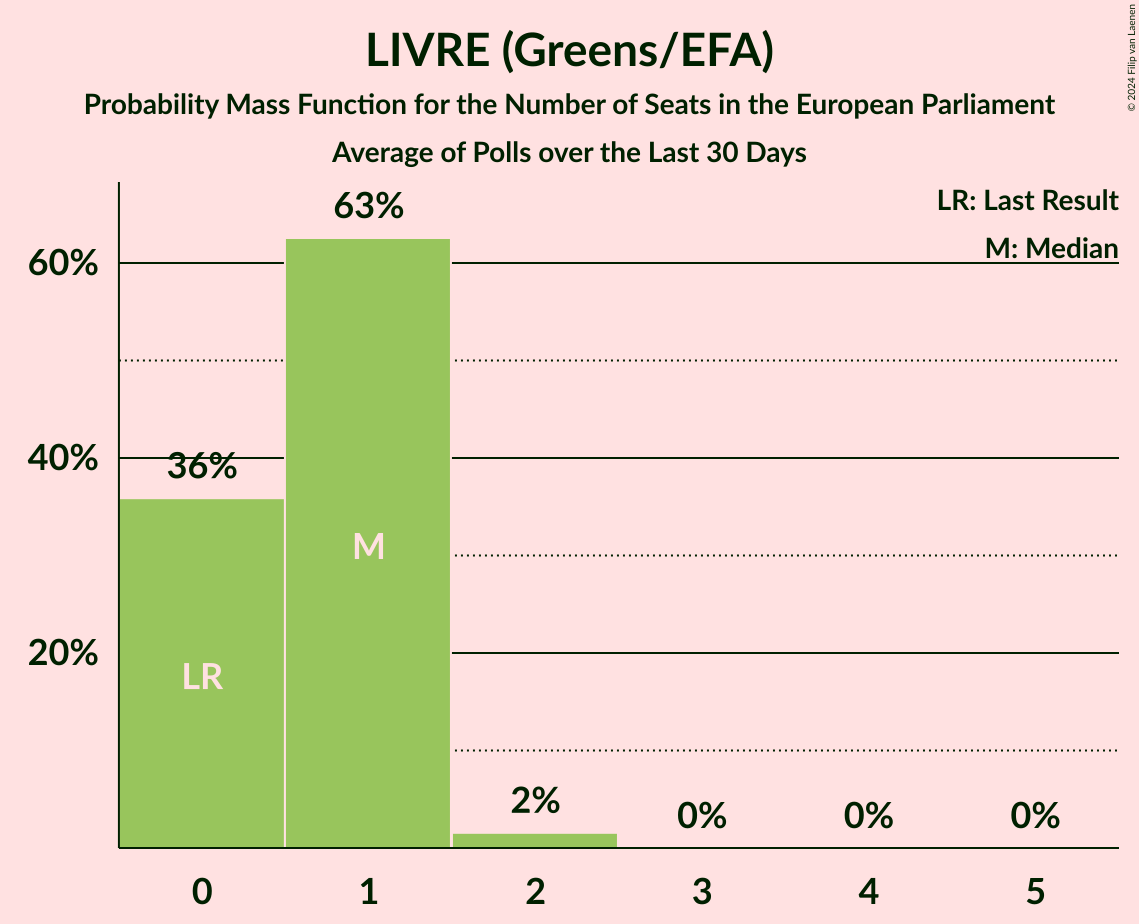 LIVRE (Greens/EFA)
Probability Mass Function for the Number of Seats in the European Parliament
Average of Polls over the Last 30 Days
© 2024 Filip van Laenen
LR: Last Result
M: Median
63%
60%
40%
36%
M
20%
LR
2%
0%
0%
0%
0
1
2
3
4
5